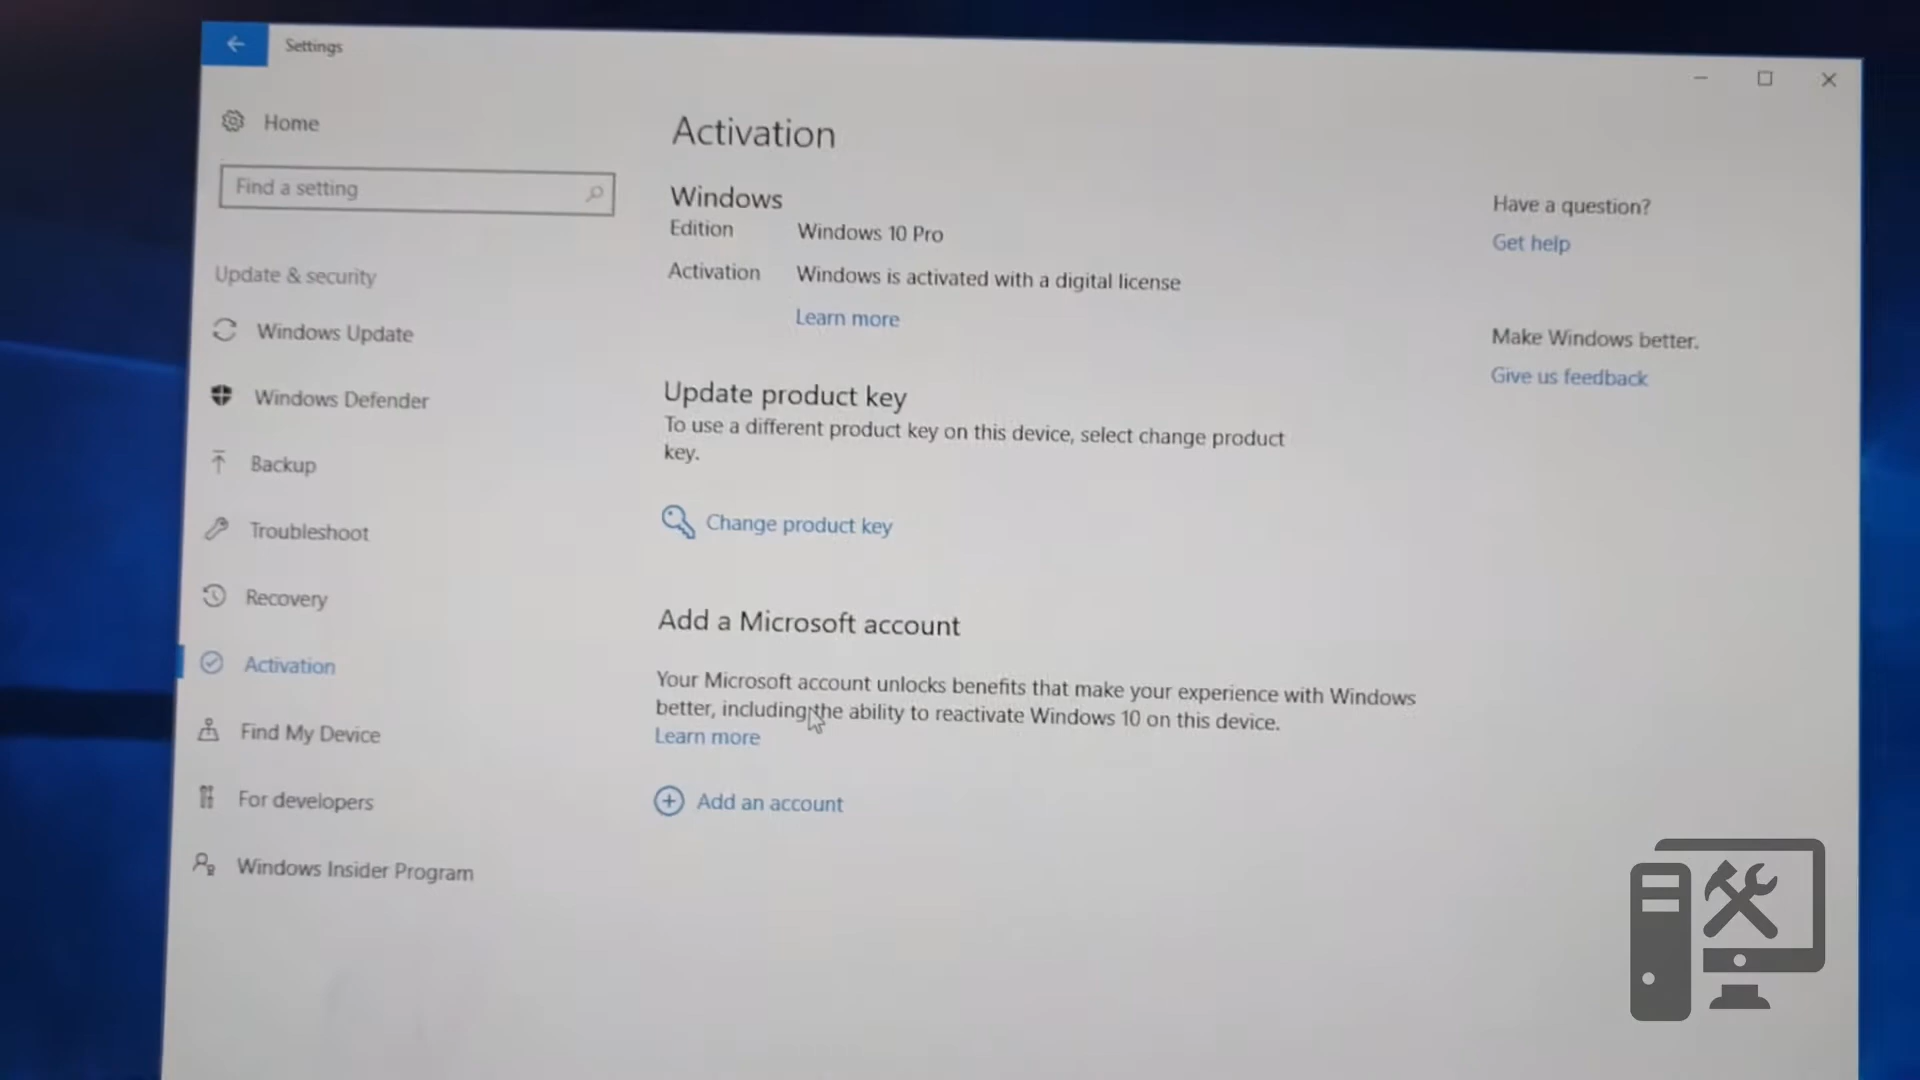 Settings
Home
Find a setting
Update & security
Windows Update
Windows Defender
Backup
Troubleshoot
Recovery
Activation
Find My Device
For developers
Windows Insider Program
Activation
Windows
Edition Windows 10 Pro
Activation Windows is activated with a digital license
Learn more
Update product key
To use a different product key on this device, select change product
key.
Change product key
Add a Microsoft account
Your Microsoft account unlocks benefits that make your experience with Windows
better, including the ability to reactivate Windows 10 on this device.
Learn more
Add an account
Have a question?
Get help
Make Windows better.
Give us feedback